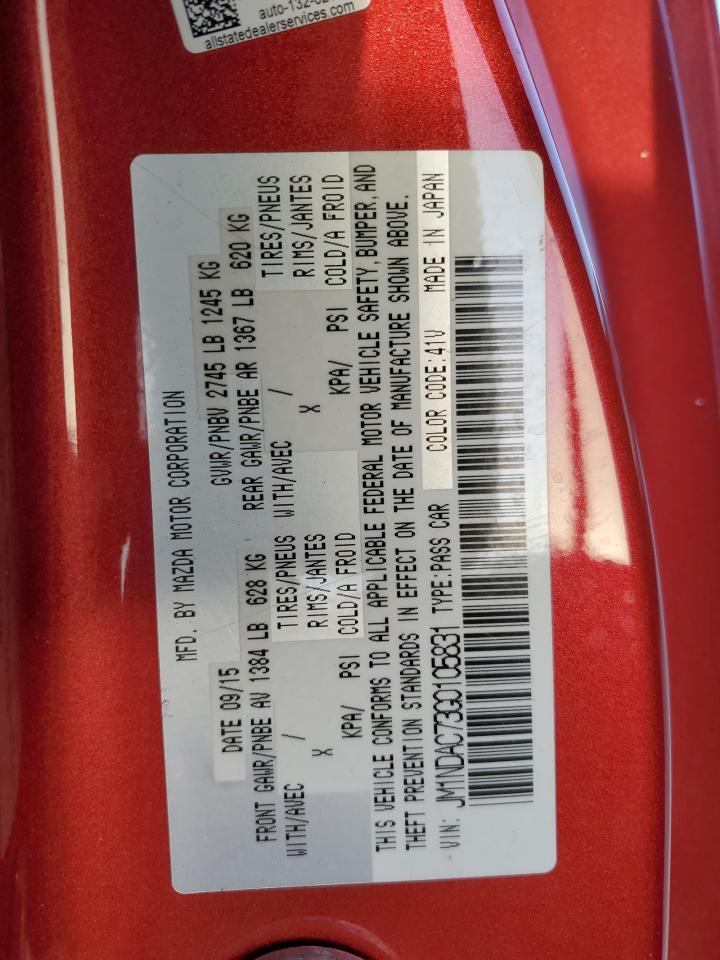 auto-132-
allstatedealerservices.com
MFD. BY MAZDA MOTOR CORPORATION
DATE 09/15 GVWR/PNBV 2745 LB 1245 KG
FRONT GAWR/PNBE AV 1384 LB 628 KG REAR GAWR/PNBE AR 1367 LB 620 KG
WITH/AVEC / TIRES/PNEUS WITH/AVEC / TIRES/PNEUS
X RIMS/JANTES X RIMS/JANTES
KPA/ PSI COLD/A FROID KPA/ PSI COLD/A FROID
THIS VEHICLE CONFORMS TO ALL APPLICABLE FEDERAL MOTOR VEHICLE SAFETY, BUMPER, AND
THEFT PREVENTION STANDARDS IN EFFECT ON THE DATE OF MANUFACTURE SHOWN ABOVE.
VIN: JM1NDAC73G0105831 TYPE:PASS CAR COLOR CODE:41V MADE IN JAPAN